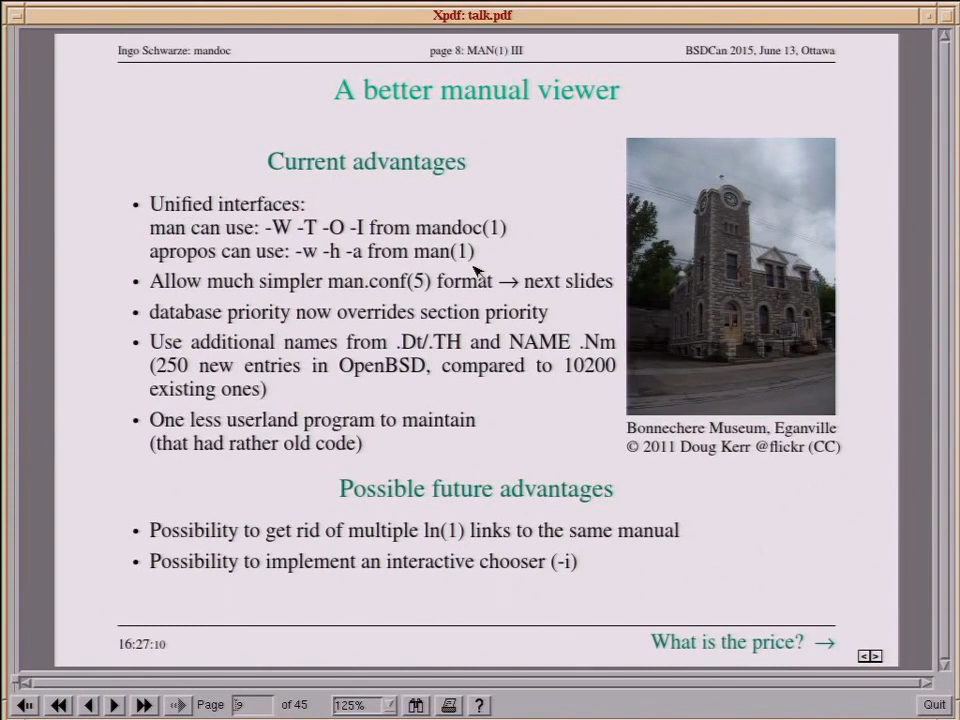 Xpdf: talk.pdf
Ingo Schwarze: mandoc page 8: MAN(1) III BSDCan 2015, June 13, Ottawa
A better manual viewer
Current advantages
• Unified interfaces:
man can use: -W -T -O -I from mandoc(1)
apropos can use: -w -h -a from man(1)
• Allow much simpler man.conf(5) format → next slides
• database priority now overrides section priority
• Use additional names from .Dt/.TH and NAME .Nm
(250 new entries in OpenBSD, compared to 10200
existing ones)
• One less userland program to maintain
(that had rather old code)
Bonnechere Museum, Eganville
© 2011 Doug Kerr @flickr (CC)
Possible future advantages
• Possibility to get rid of multiple ln(1) links to the same manual
• Possibility to implement an interactive chooser (-i)
16:27:10 What is the price? →
Page 9 of 45 125% ? Quit